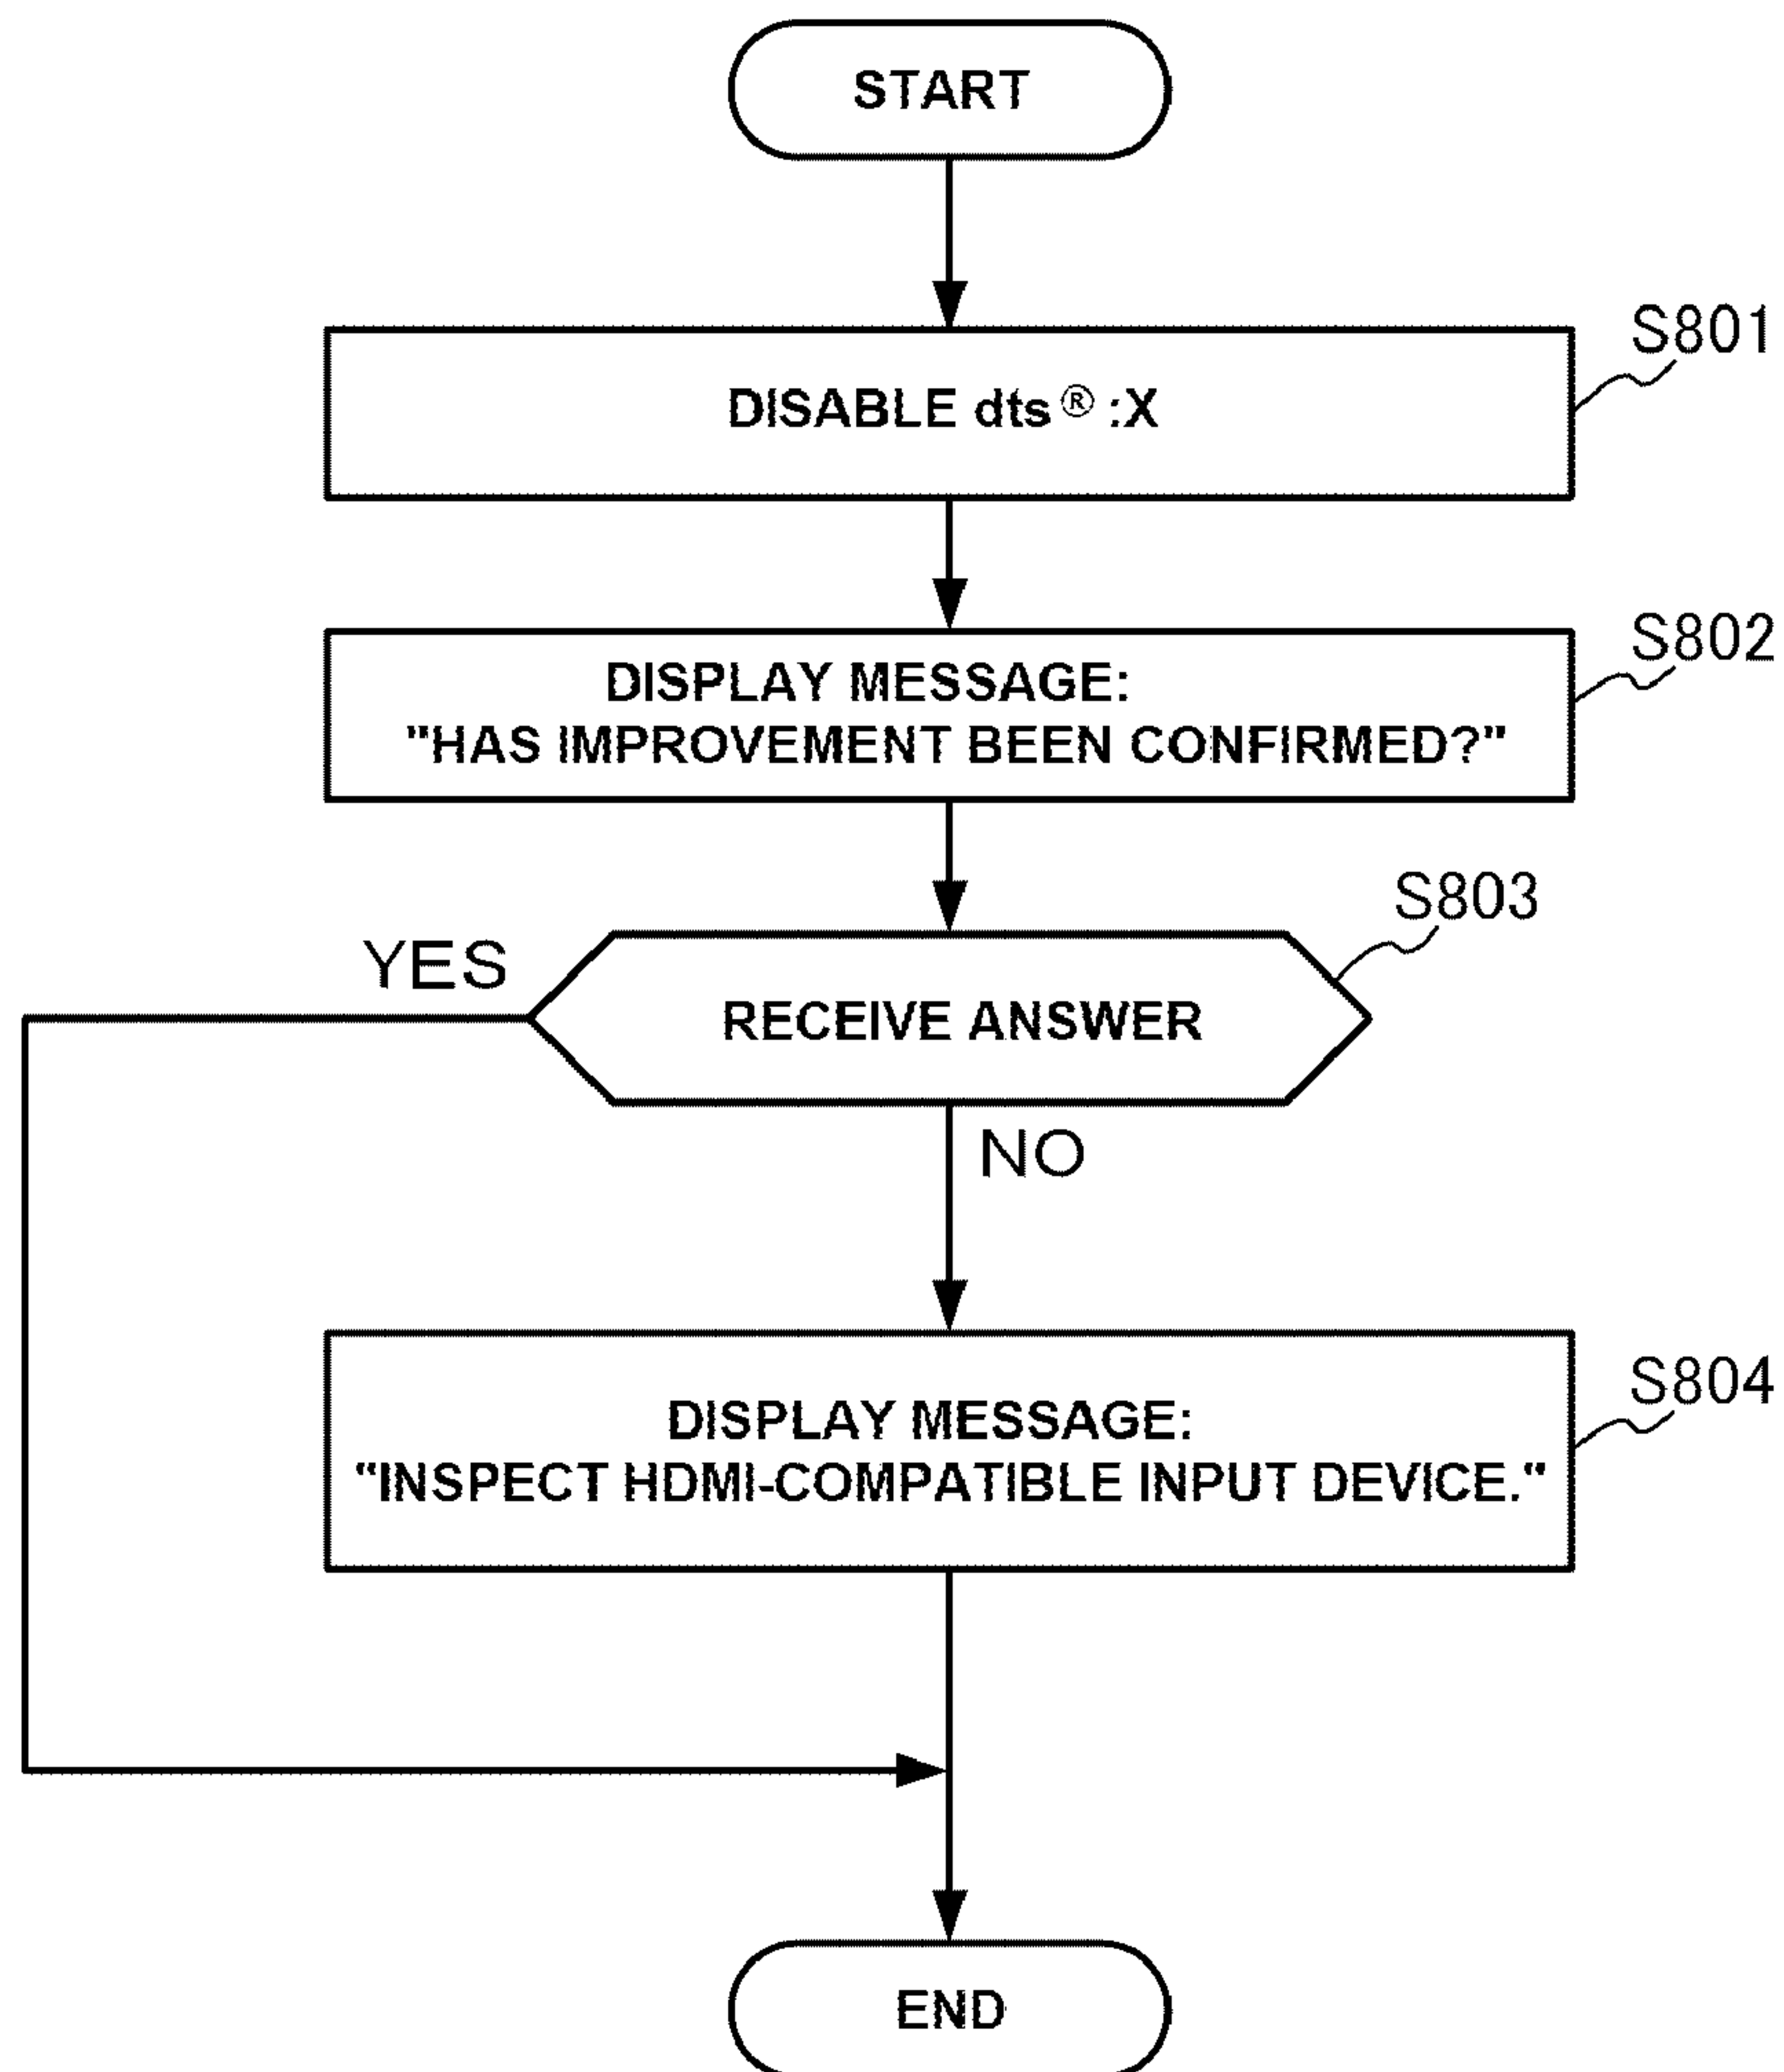 START
S801
DISABLE dts® :X
S802
DISPLAY MESSAGE:
"HAS IMPROVEMENT BEEN CONFIRMED?"
S803
YES
RECEIVE ANSWER
NO
S804
DISPLAY MESSAGE:
“INSPECT HDMI-COMPATIBLE INPUT DEVICE.“
END